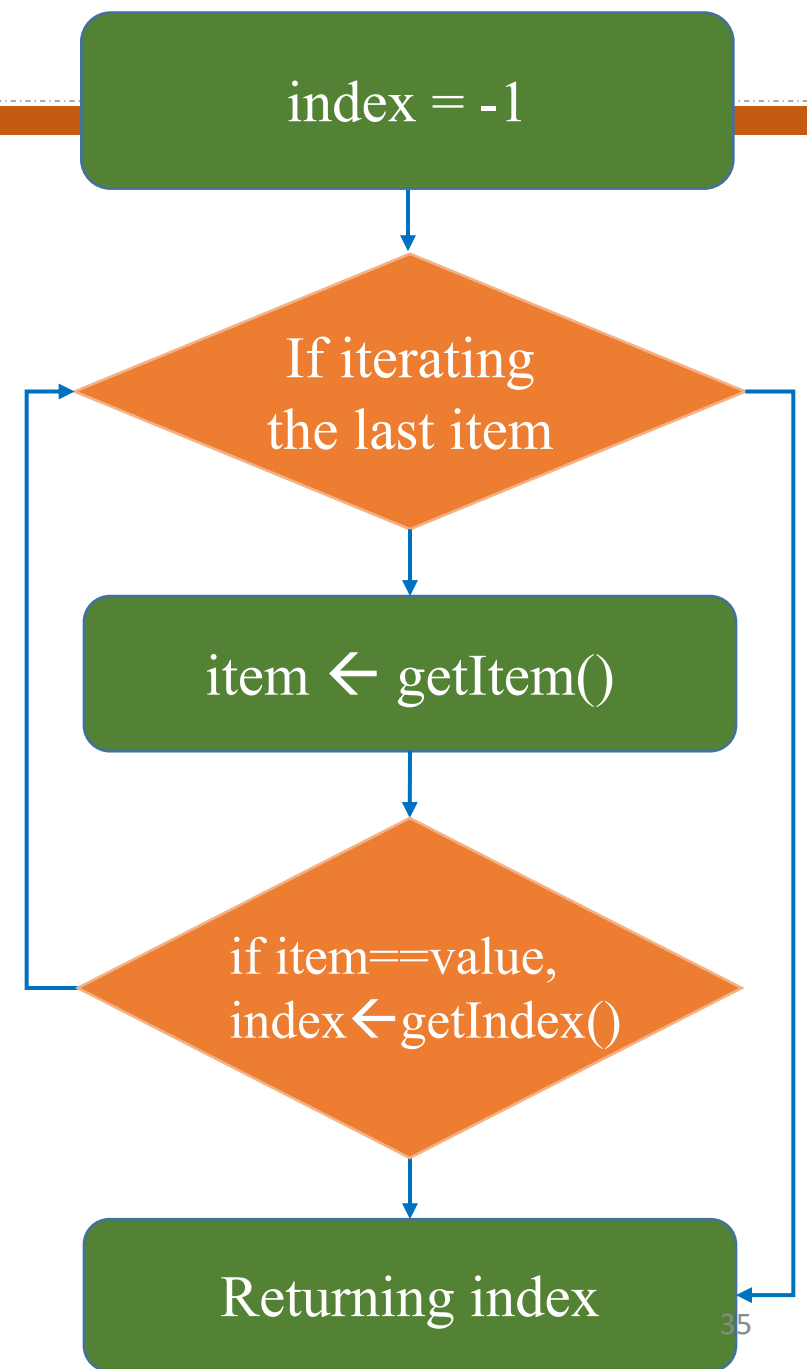 index = -1
If iterating
the last item
item ← getItem()
if item==value,
index←getIndex()
Returning index
35